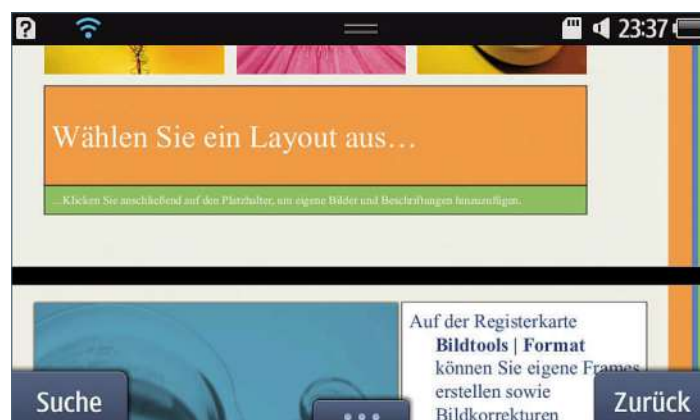 23:37
Wählen Sie ein Layout aus...
...Klicken Sie anschließend auf den Platzhalter, um eigene Bilder und Beschriftungen hinzuzufügen.
Auf der Registerkarte
Bildtools | Format
können Sie eigene Frames
erstellen sowie
Bildkorrekturen
Suche
Zurück